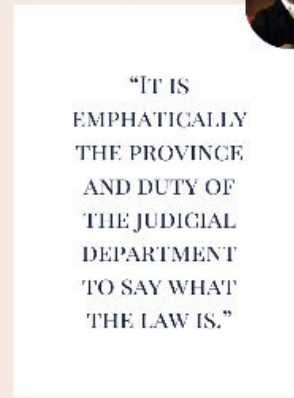 “IT IS
EMPHATICALLY
THE PROVINCE
AND DUTY OF
THE JUDICIAL
DEPARTMENT
TO SAY WHAT
THE LAW IS.”